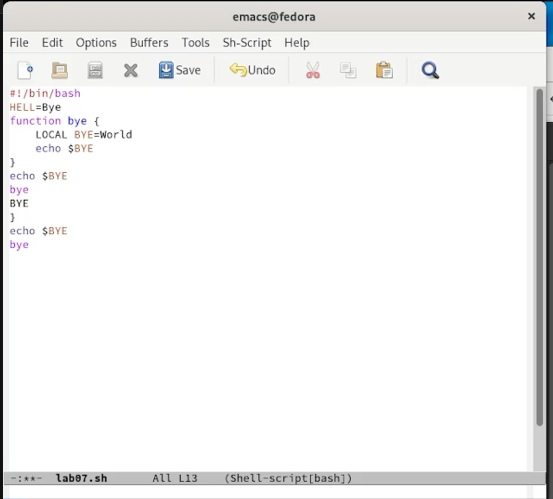 emacs@fedora ×
File Edit Options Buffers Tools Sh-Script Help
Save Undo
#!/bin/bash
HELL=Bye
function bye {
    LOCAL BYE=World
    echo $BYE
}
echo $BYE
bye
BYE
}
echo $BYE
bye
-:**- lab07.sh All L13 (Shell-script[bash])